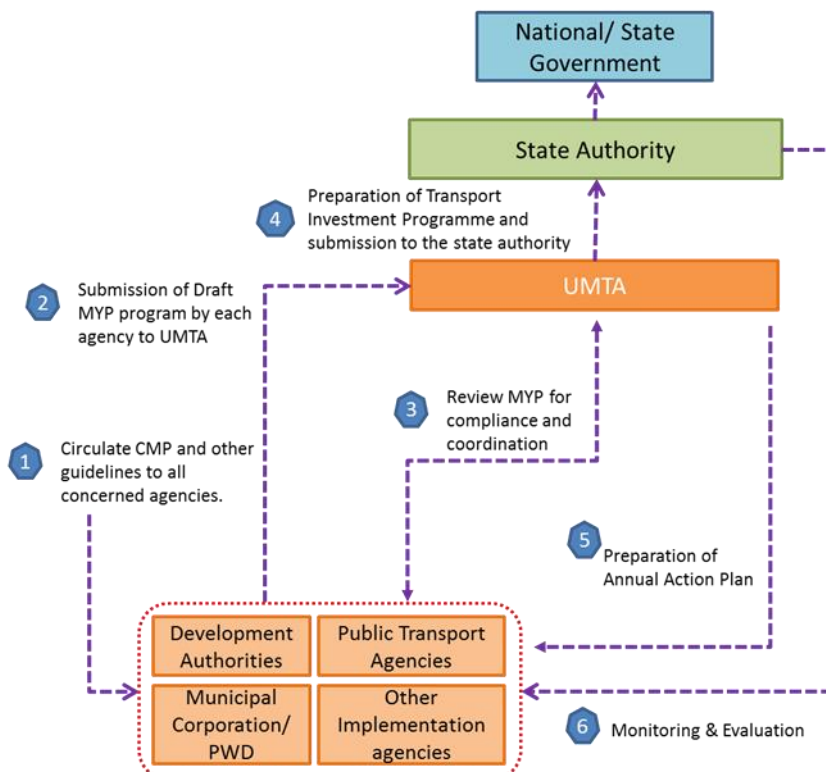 National/ State
Government
State Authority
4
Preparation of Transport
Investment Programme and
submission to the state authority
UMTA
2
Submission of Draft
MYP program by each
agency to UMTA
3
Review MYP for
compliance and
coordination
1
Circulate CMP and other
guidelines to all
concerned agencies.
5
Preparation of
Annual Action Plan
Development
Authorities
Public Transport
Agencies
Municipal
Corporation/
PWD
Other
Implementation
agencies
6
Monitoring & Evaluation